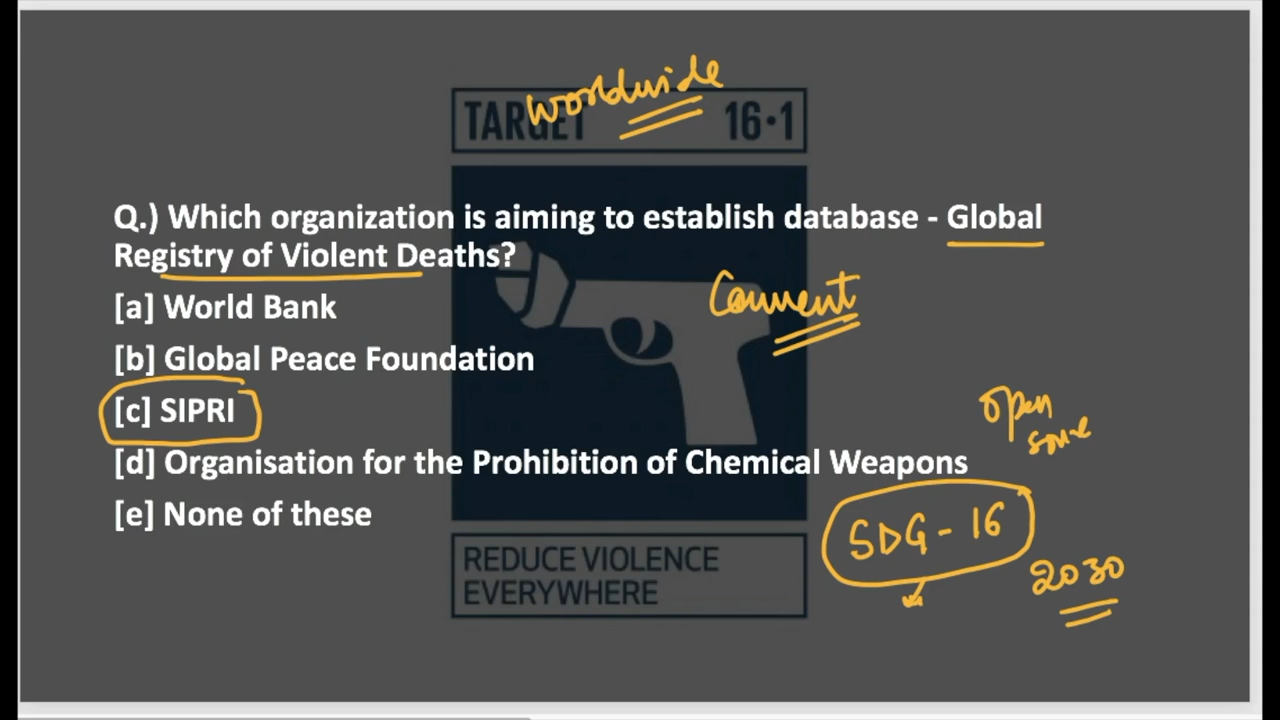 worldwide
TARGET 16.1
Q.) Which organization is aiming to establish database - Global
Registry of Violent Deaths?
[a] World Bank
Comment
[b] Global Peace Foundation
[c] SIPRI
open
[d] Organisation for the Prohibition of Chemical Weapons
[e] None of these
SDG - 16
REDUCE VIOLENCE
EVERYWHERE
2030